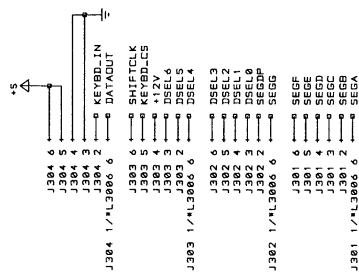 +5
J304 6
J304 5
J304 4
J304 3
J304 2 KEYBD_IN
J304 1/*L3006 6 DATAOUT
J303 6 SHIFTCLK
J303 5 KEYBD_CS
J303 4 +12V
J303 3 DSEL6
J303 2 DSEL5
J303 1/*L3006 6 DSEL4
J302 6 DSEL3
J302 5 DSEL2
J302 4 DSEL1
J302 3 DSEL0
J302 2 SEGDP
J302 1/*L3006 6 SEGG
J301 6 SEGF
J301 5 SEGE
J301 4 SEGD
J301 3 SEGC
J301 2 SEGB
J301 1/*L3006 6 SEGA